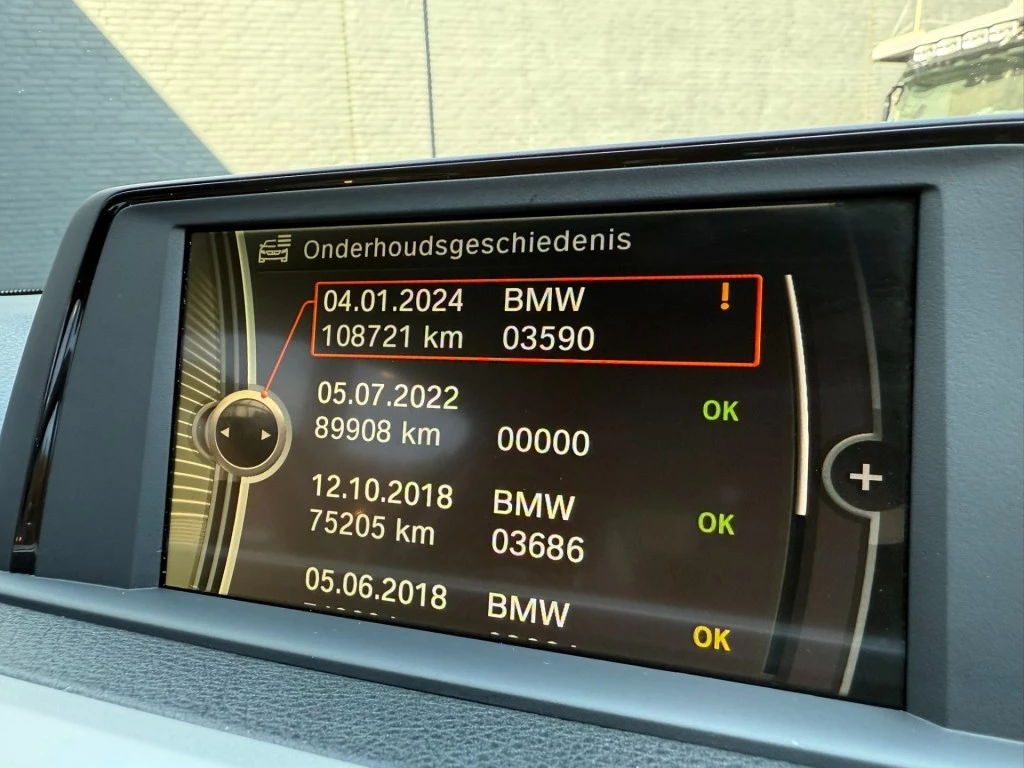 Onderhoudsgeschiedenis
04.01.2024 BMW !
108721 km 03590
05.07.2022 OK
89908 km 00000
12.10.2018 BMW OK
75205 km 03686
05.06.2018 BMW
OK